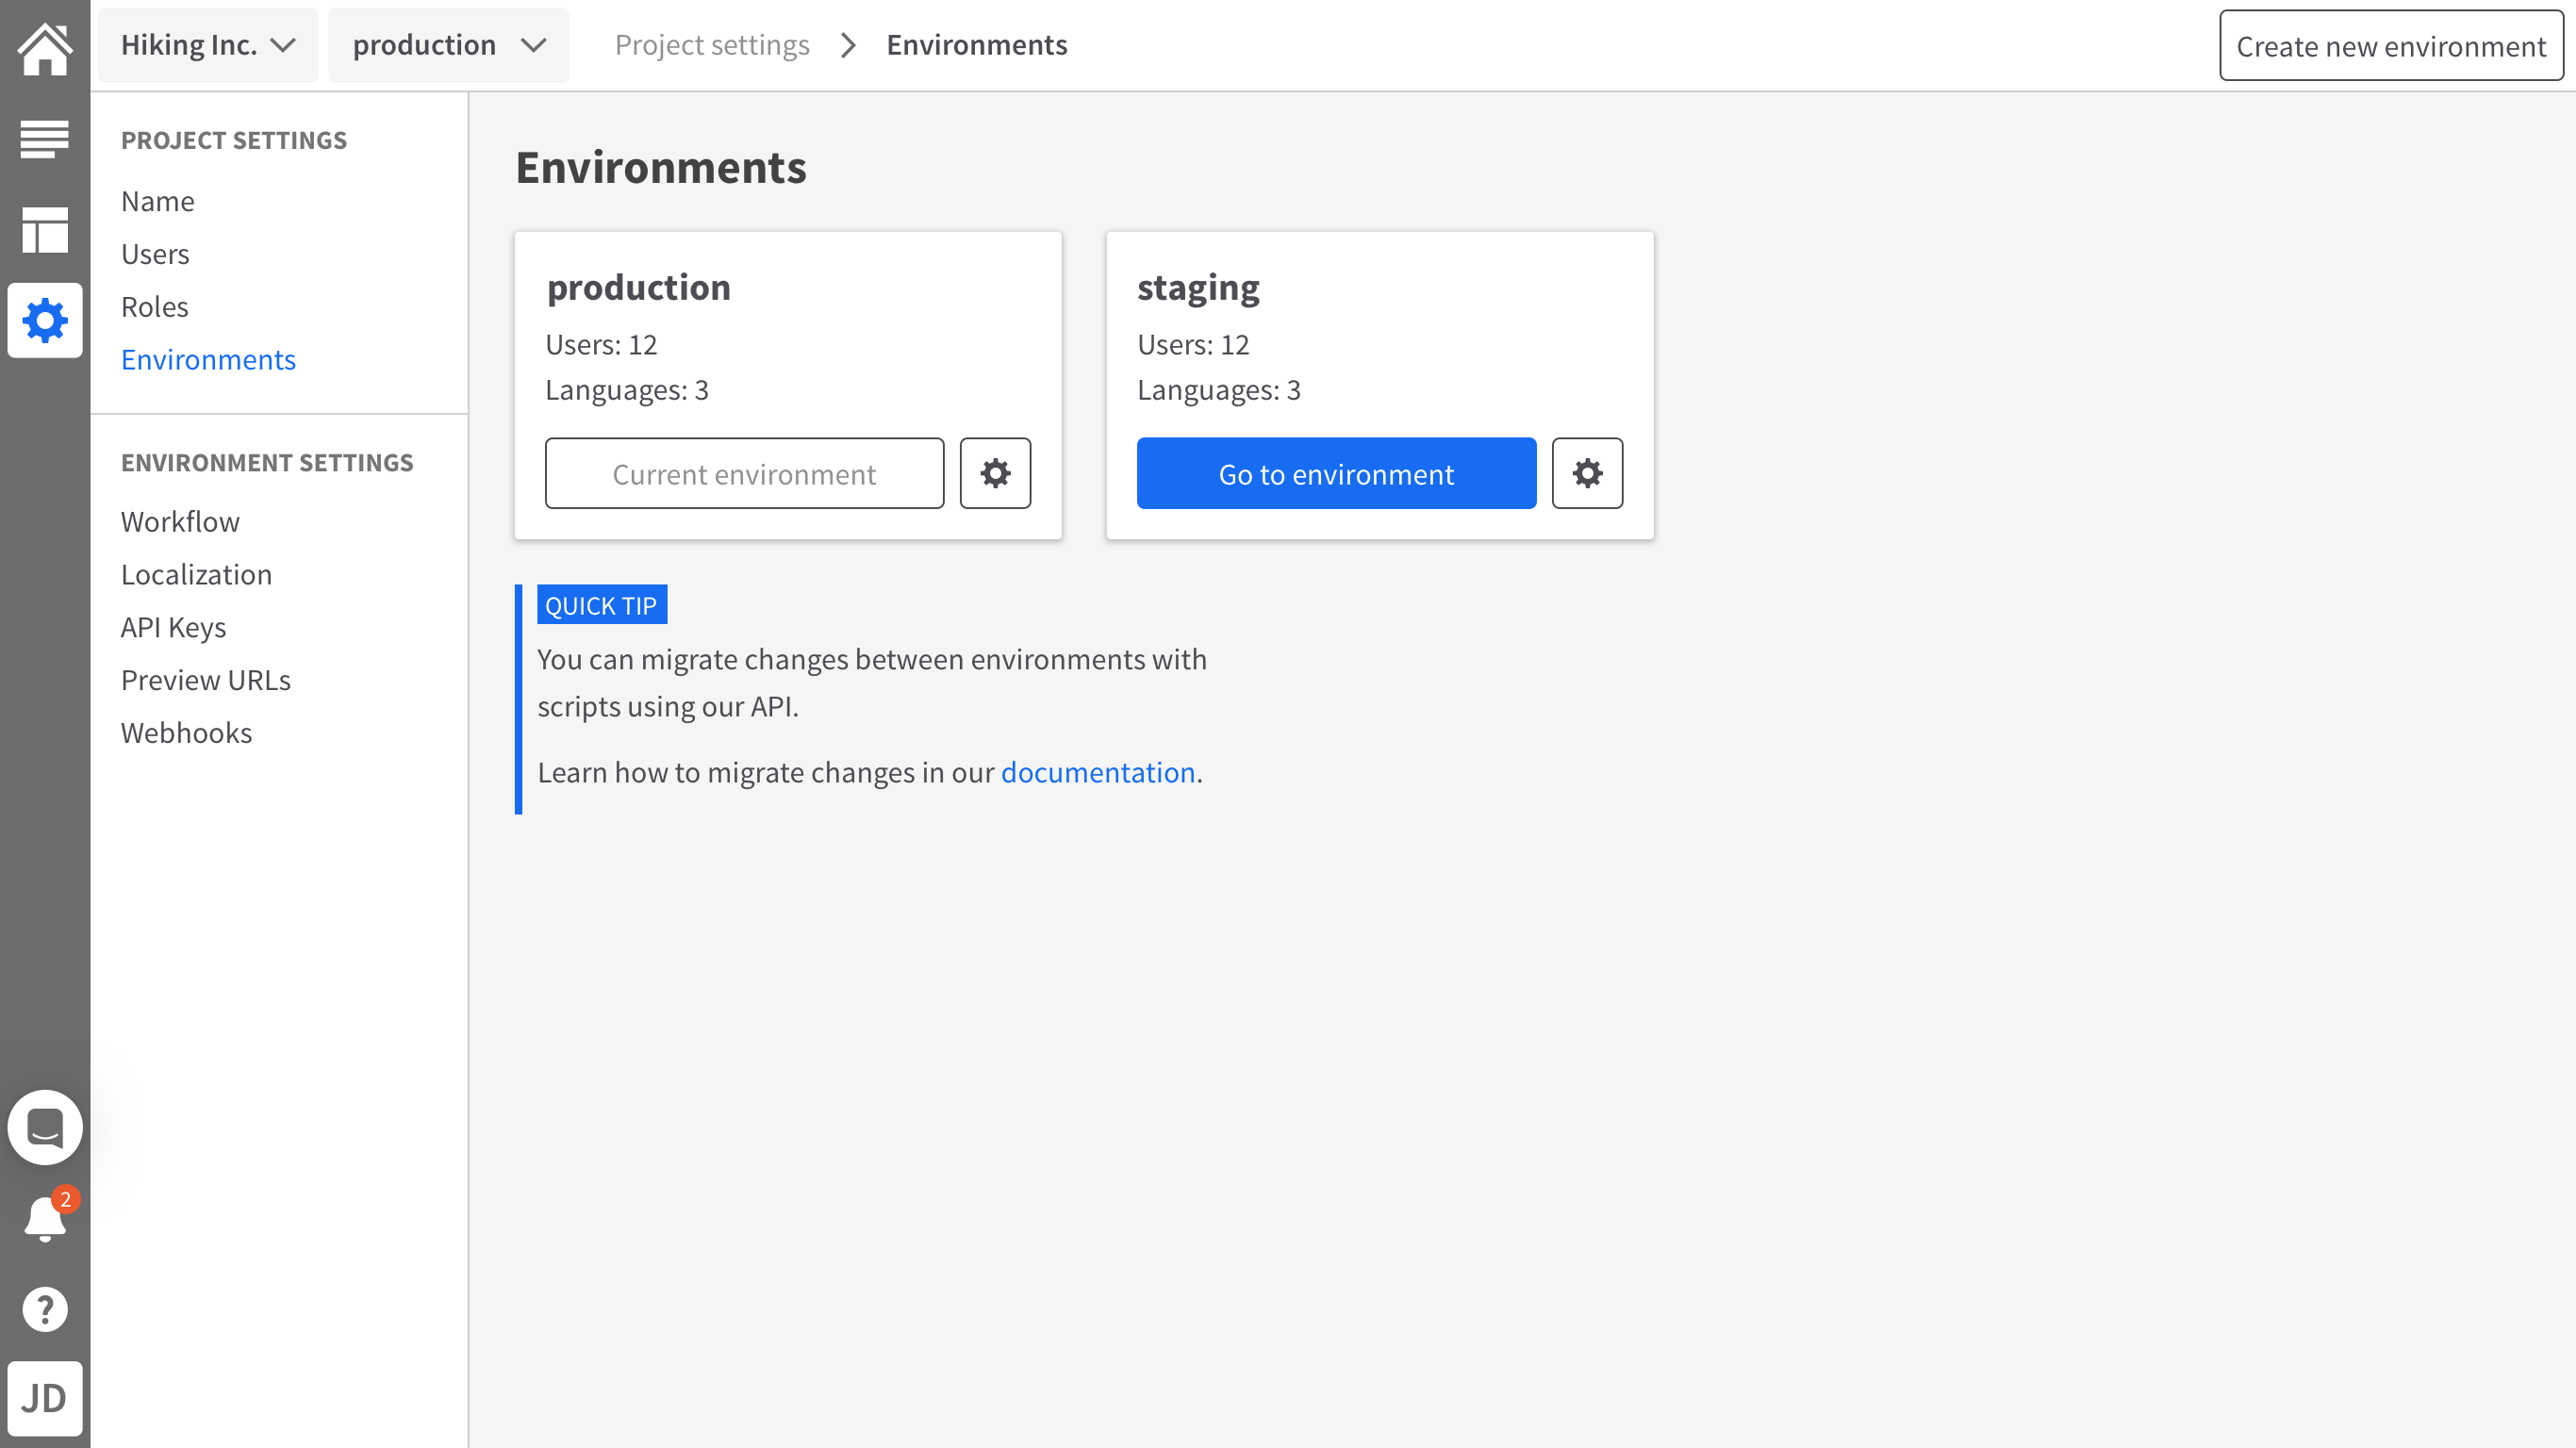 Hiking Inc.
production
Project settings
Environments
Create new environment
PROJECT SETTINGS
Name
Users
Roles
Environments
ENVIRONMENT SETTINGS
Workflow
Localization
API Keys
Preview URLs
Webhooks
2
?
JD
Environments
production
Users: 12
Languages: 3
Current environment
staging
Users: 12
Languages: 3
Go to environment
QUICK TIP
You can migrate changes between environments with
scripts using our API.
Learn how to migrate changes in our documentation.